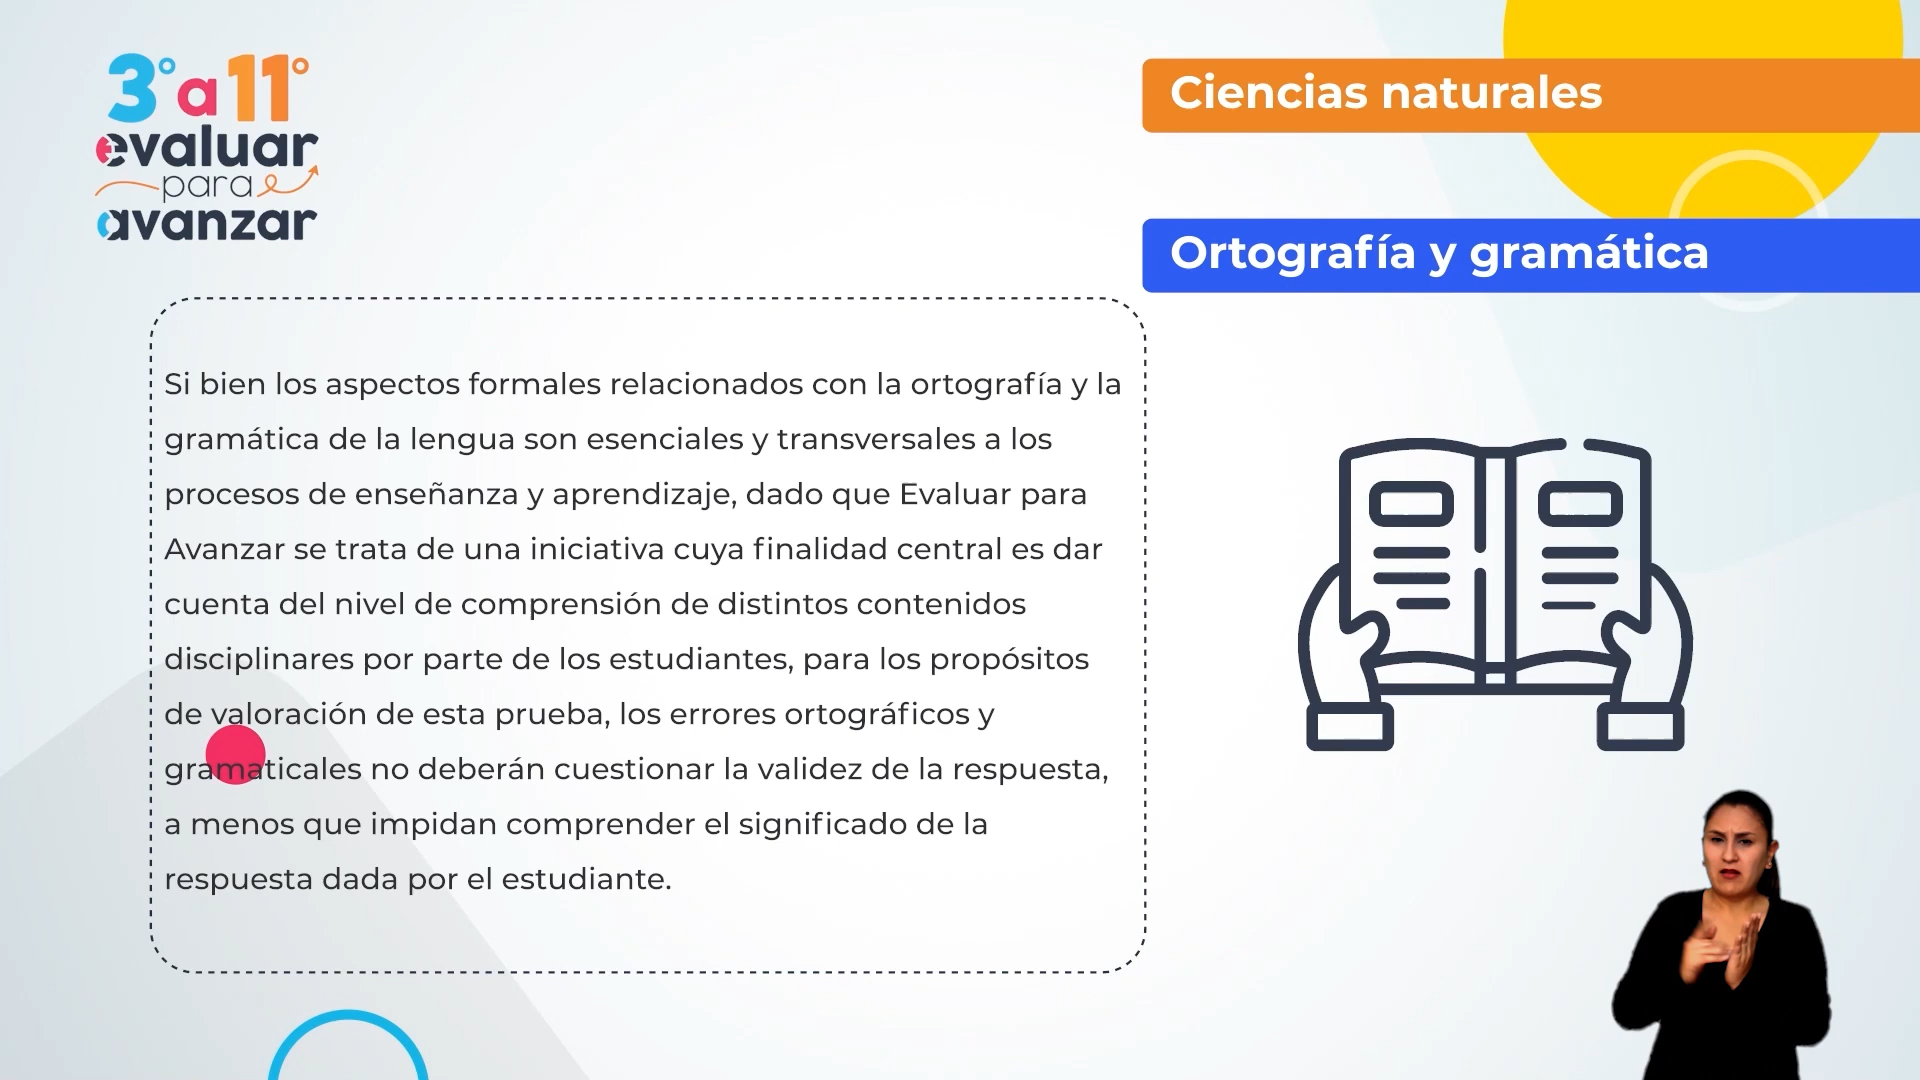 3° a 11°
evaluar
para
avanzar
Ciencias naturales
Ortografía y gramática
Si bien los aspectos formales relacionados con la ortografía y la
gramática de la lengua son esenciales y transversales a los
procesos de enseñanza y aprendizaje, dado que Evaluar para
Avanzar se trata de una iniciativa cuya finalidad central es dar
cuenta del nivel de comprensión de distintos contenidos
disciplinares por parte de los estudiantes, para los propósitos
de valoración de esta prueba, los errores ortográficos y
gramaticales no deberán cuestionar la validez de la respuesta,
a menos que impidan comprender el significado de la
respuesta dada por el estudiante.